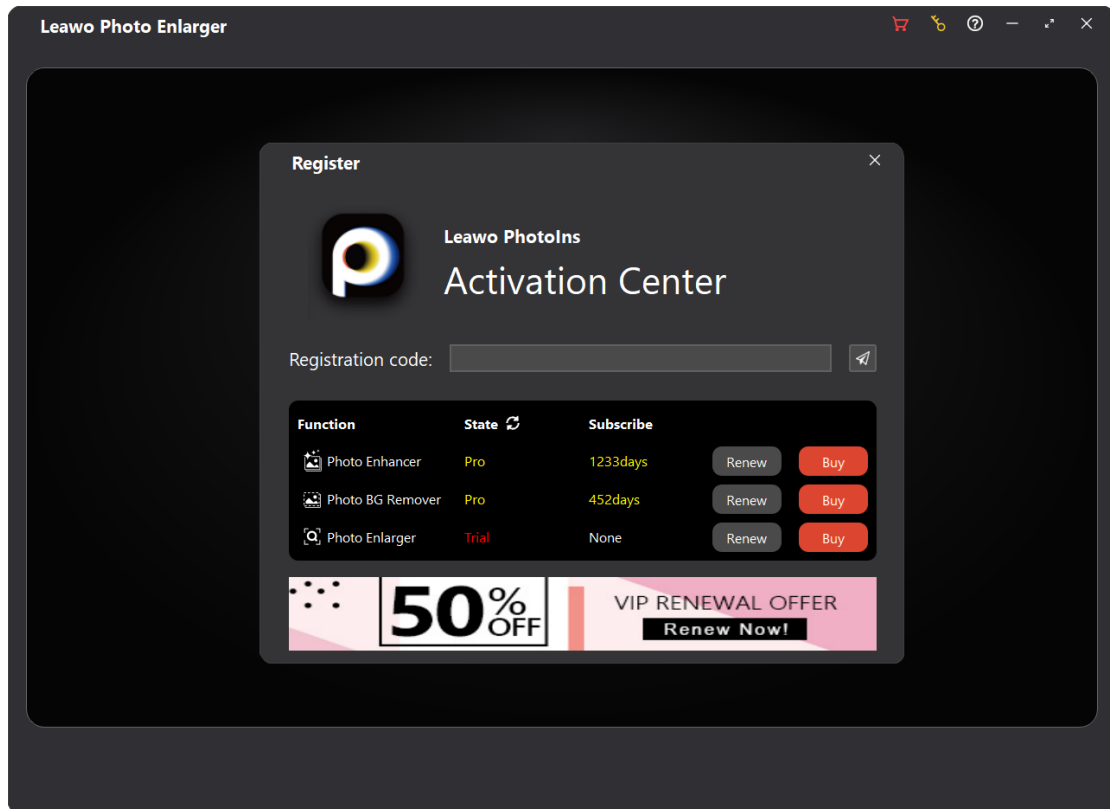 Leawo Photo Enlarger
Register
Leawo PhotoIns
Activation Center
Registration code:
Function State Subscribe
Photo Enhancer Pro 1233days Renew Buy
Photo BG Remover Pro 452days Renew Buy
Photo Enlarger Trial None Renew Buy
50% OFF
VIP RENEWAL OFFER
Renew Now!